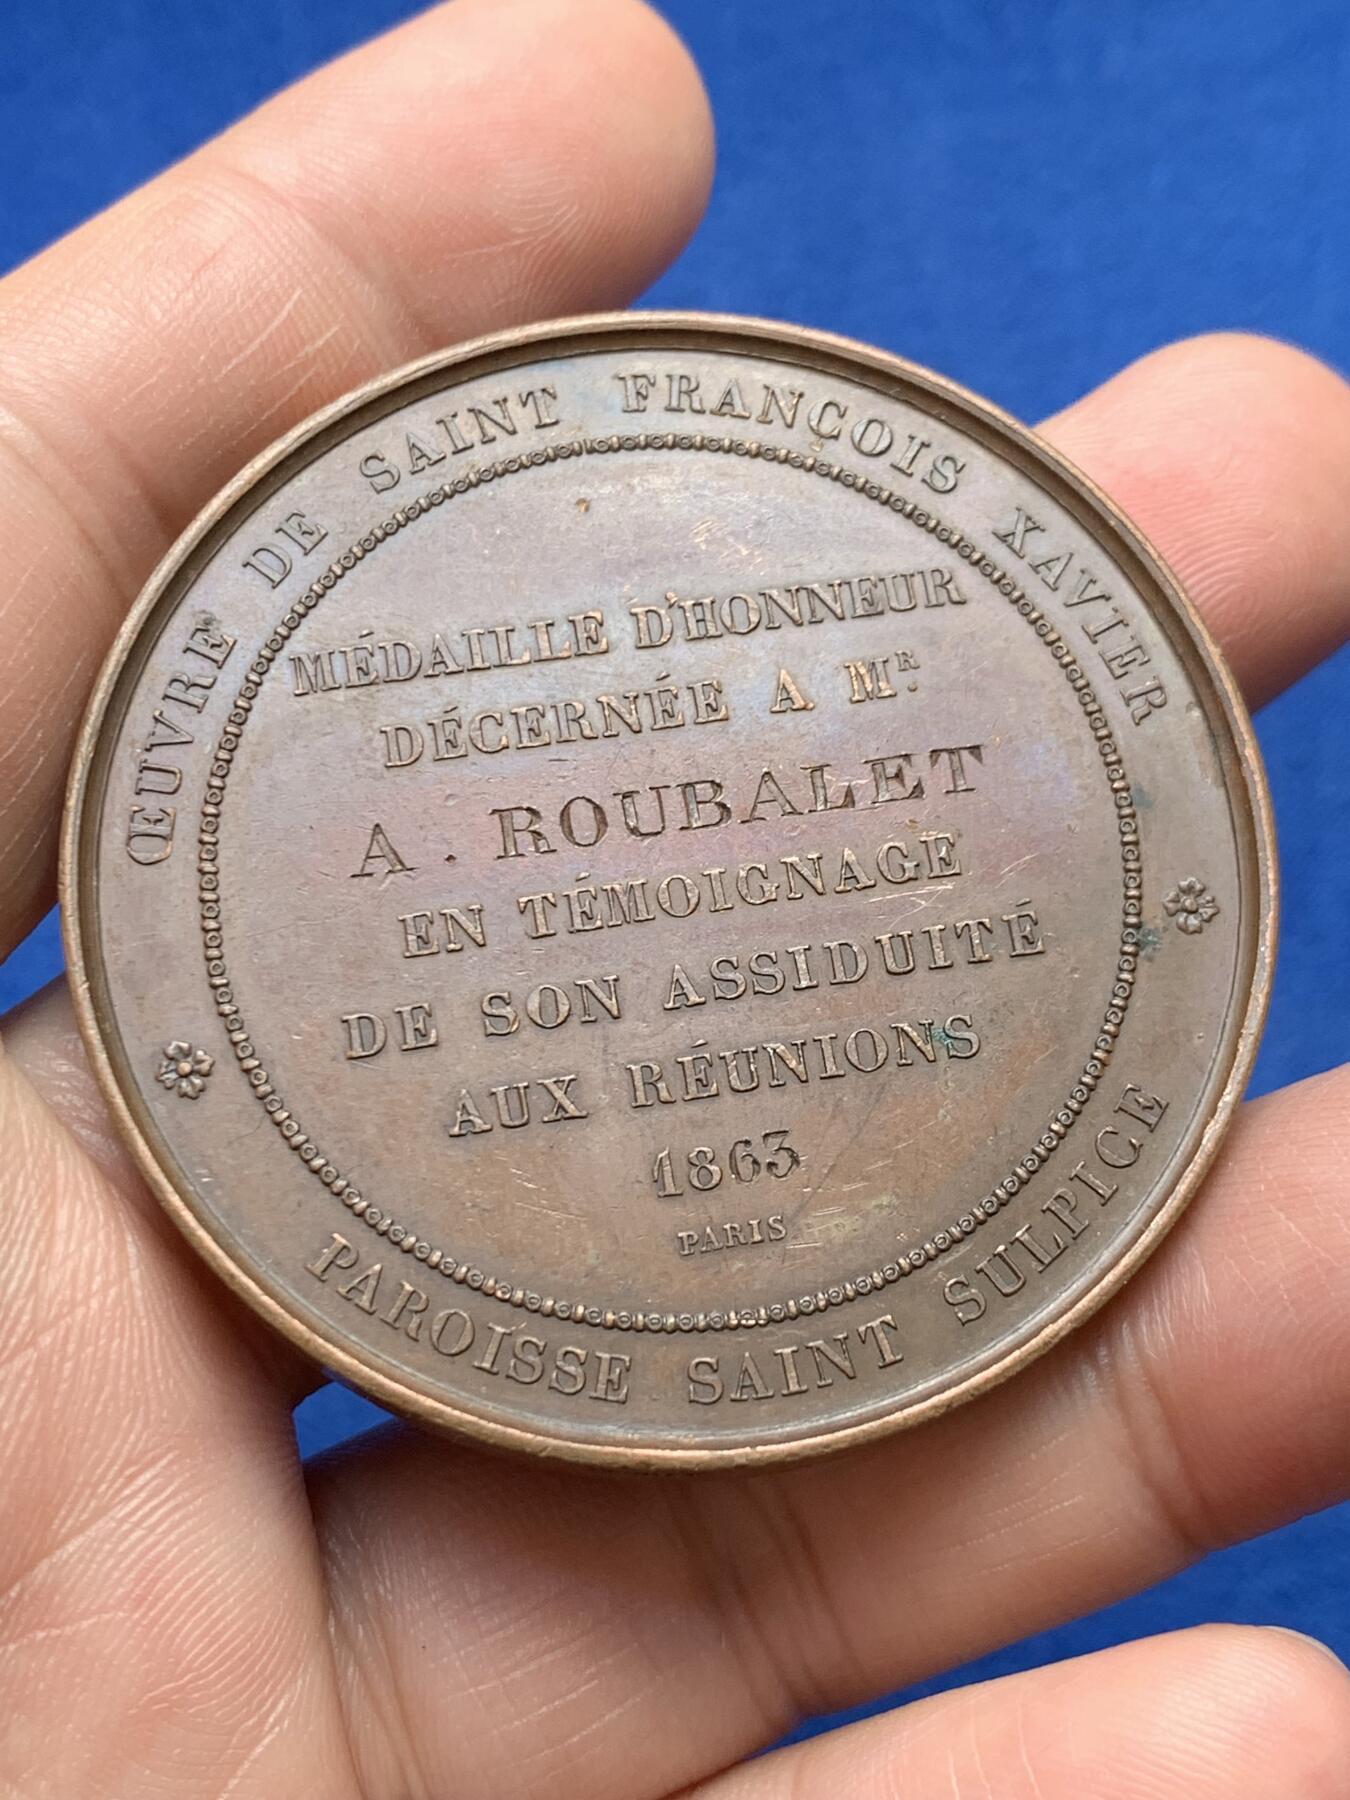 ŒUVRE DE SAINT FRANÇOIS XAVIER
MÉDAILLE D'HONNEUR
DÉCERNÉE A MR.
A. ROUBALET
EN TÉMOIGNAGE
DE SON ASSIDUITÉ
AUX RÉUNIONS
1863
PARIS
PAROISSE SAINT SULPICE